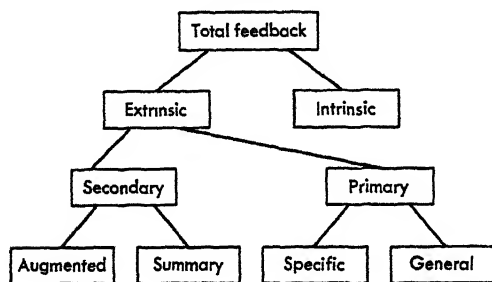 Total feedback
Extrinsic
Intrinsic
Secondary
Primary
Augmented
Summary
Specific
General